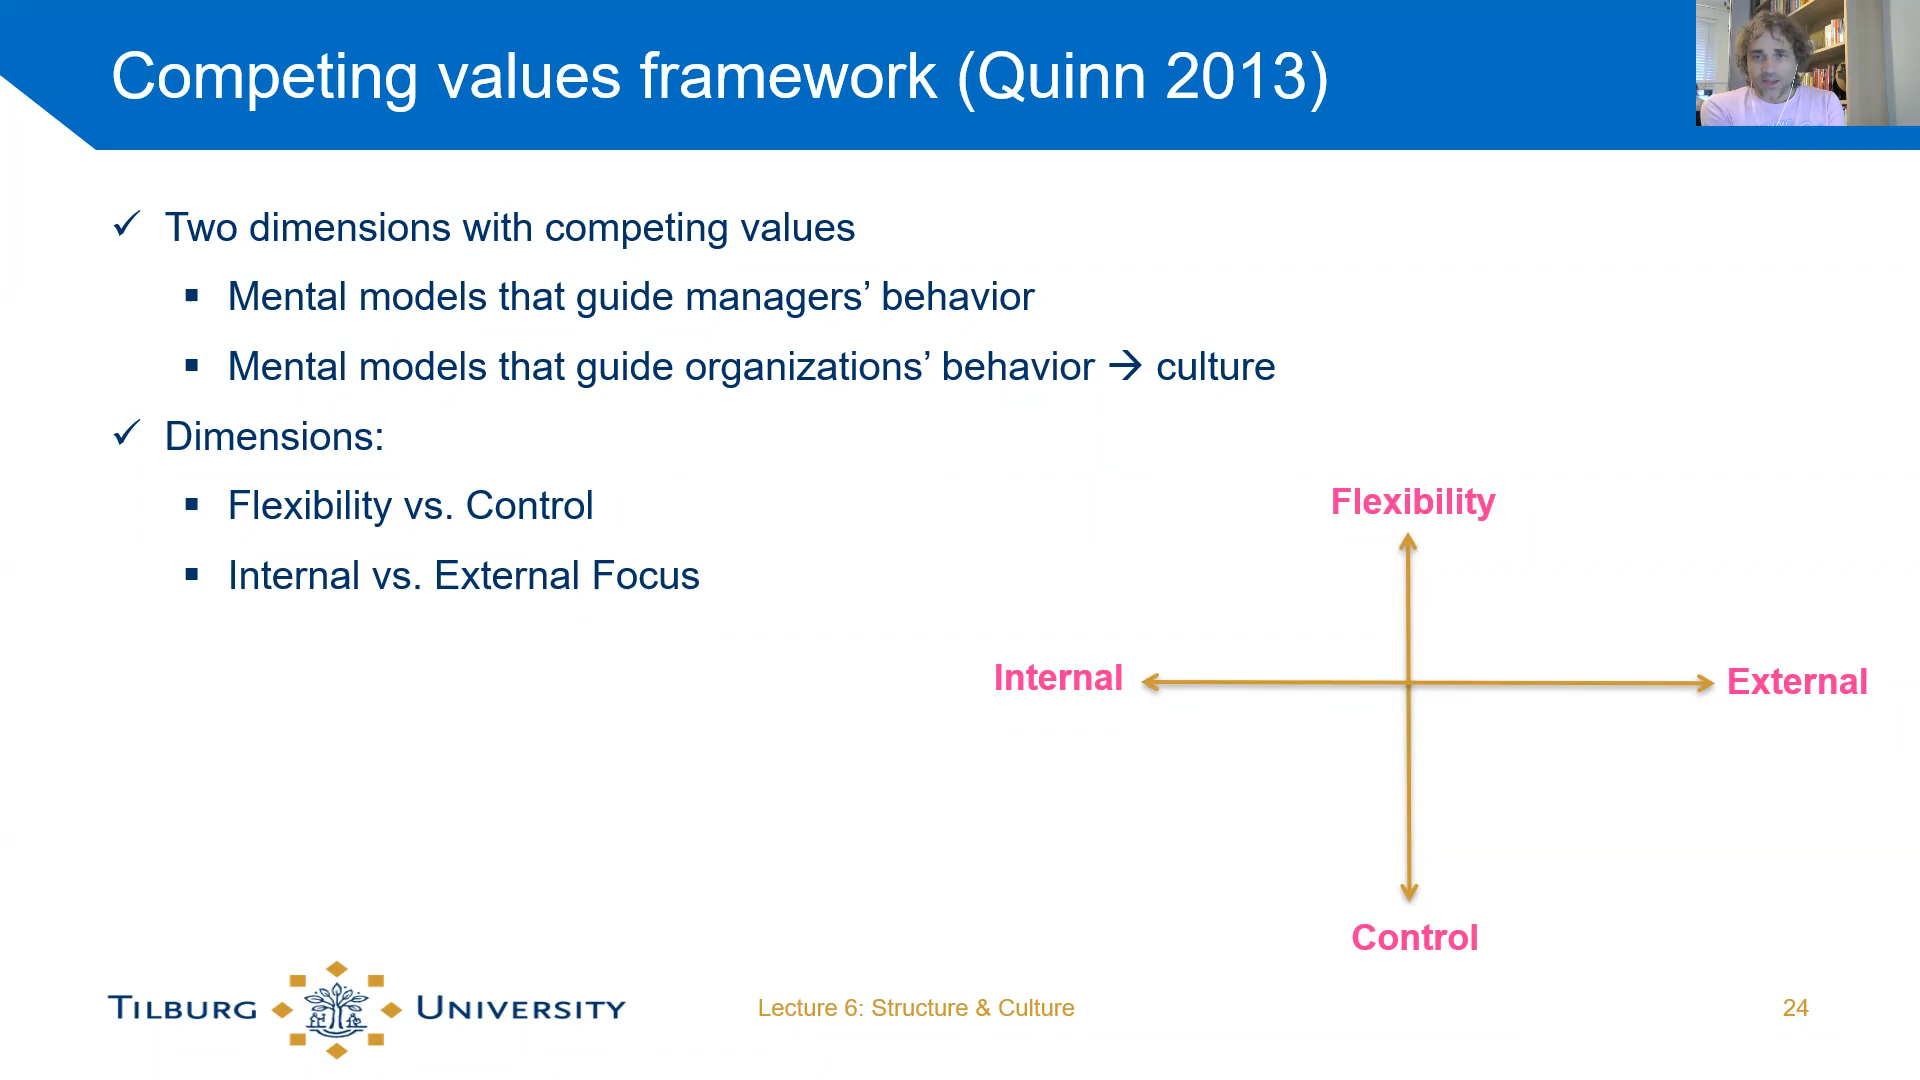 Competing values framework (Quinn 2013)
✓ Two dimensions with competing values
▪ Mental models that guide managers’ behavior
▪ Mental models that guide organizations’ behavior → culture
✓ Dimensions:
▪ Flexibility vs. Control
▪ Internal vs. External Focus
Flexibility
Internal
External
Control
TILBURG UNIVERSITY
Lecture 6: Structure & Culture
24